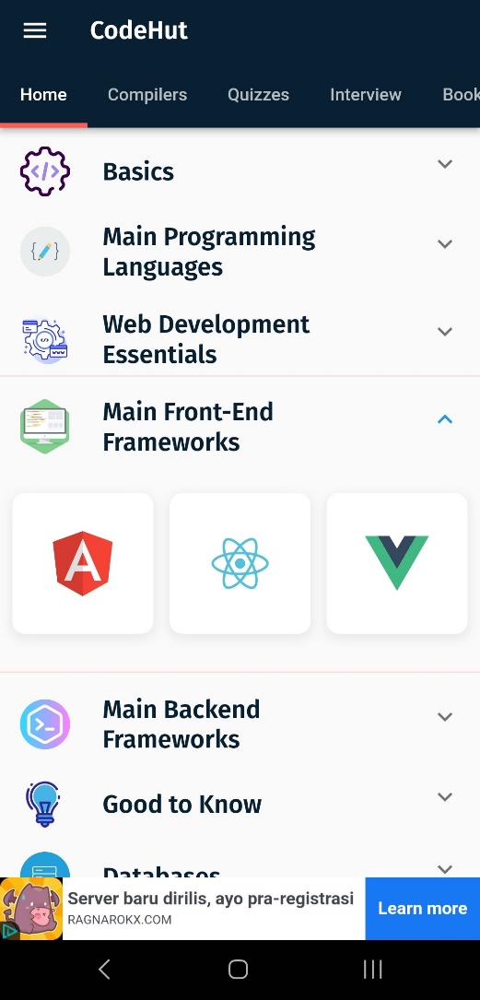 CodeHut
Home Compilers Quizzes Interview Book
Basics
Main Programming
Languages
Web Development
Essentials
Main Front-End
Frameworks
Main Backend
Frameworks
Good to Know
Databases
Server baru dirilis, ayo pra-registrasi
RAGNAROKX.COM
Learn more